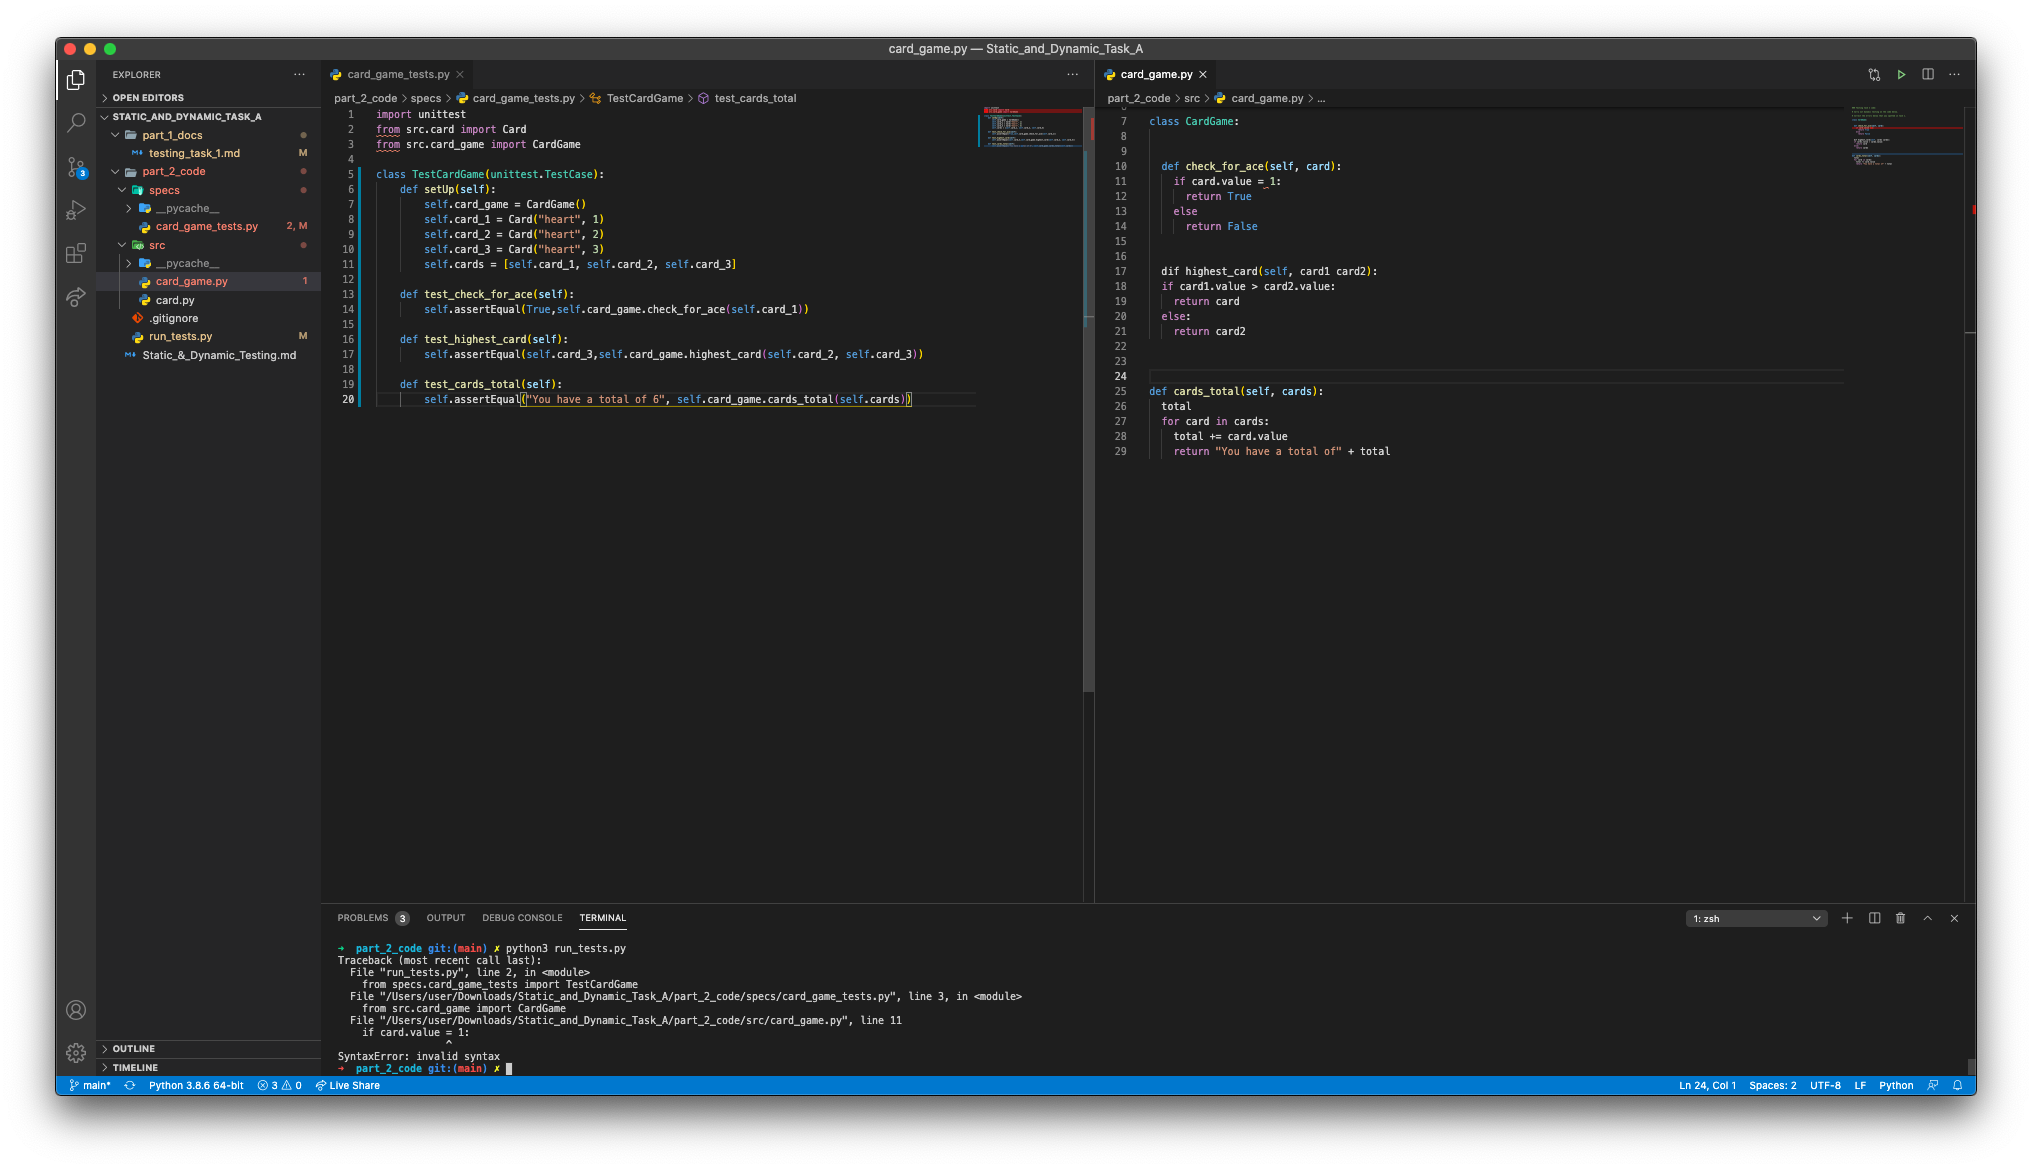 card_game.py — Static_and_Dynamic_Task_A
EXPLORER
OPEN EDITORS
STATIC_AND_DYNAMIC_TASK_A
part_1_docs
testing_task_1.md M
part_2_code
specs
__pycache__
card_game_tests.py 2, M
src
__pycache__
card_game.py 1
card.py
.gitignore
run_tests.py M
Static_&_Dynamic_Testing.md
OUTLINE
TIMELINE
3
card_game_tests.py
part_2_code > specs > card_game_tests.py > TestCardGame > test_cards_total
1 import unittest
2 from src.card import Card
3 from src.card_game import CardGame
4
5 class TestCardGame(unittest.TestCase):
6 def setUp(self):
7 self.card_game = CardGame()
8 self.card_1 = Card("heart", 1)
9 self.card_2 = Card("heart", 2)
10 self.card_3 = Card("heart", 3)
11 self.cards = [self.card_1, self.card_2, self.card_3]
12
13 def test_check_for_ace(self):
14 self.assertEqual(True,self.card_game.check_for_ace(self.card_1))
15
16 def test_highest_card(self):
17 self.assertEqual(self.card_3,self.card_game.highest_card(self.card_2, self.card_3))
18
19 def test_cards_total(self):
20 self.assertEqual("You have a total of 6", self.card_game.cards_total(self.cards))
card_game.py
part_2_code > src > card_game.py > ...
7 class CardGame:
8
9
10 def check_for_ace(self, card):
11 if card.value = 1:
12 return True
13 else
14 return False
15
16
17 dif highest_card(self, card1 card2):
18 if card1.value > card2.value:
19 return card
20 else:
21 return card2
22
23
24
25 def cards_total(self, cards):
26 total
27 for card in cards:
28 total += card.value
29 return "You have a total of" + total
PROBLEMS 3 OUTPUT DEBUG CONSOLE TERMINAL
1: zsh
→ part_2_code git:(main) ✗ python3 run_tests.py
Traceback (most recent call last):
File "run_tests.py", line 2, in <module>
from specs.card_game_tests import TestCardGame
File "/Users/user/Downloads/Static_and_Dynamic_Task_A/part_2_code/specs/card_game_tests.py", line 3, in <module>
from src.card_game import CardGame
File "/Users/user/Downloads/Static_and_Dynamic_Task_A/part_2_code/src/card_game.py", line 11
if card.value = 1:
^
SyntaxError: invalid syntax
→ part_2_code git:(main) ✗
main* Python 3.8.6 64-bit 3 0 Live Share
Ln 24, Col 1 Spaces: 2 UTF-8 LF Python